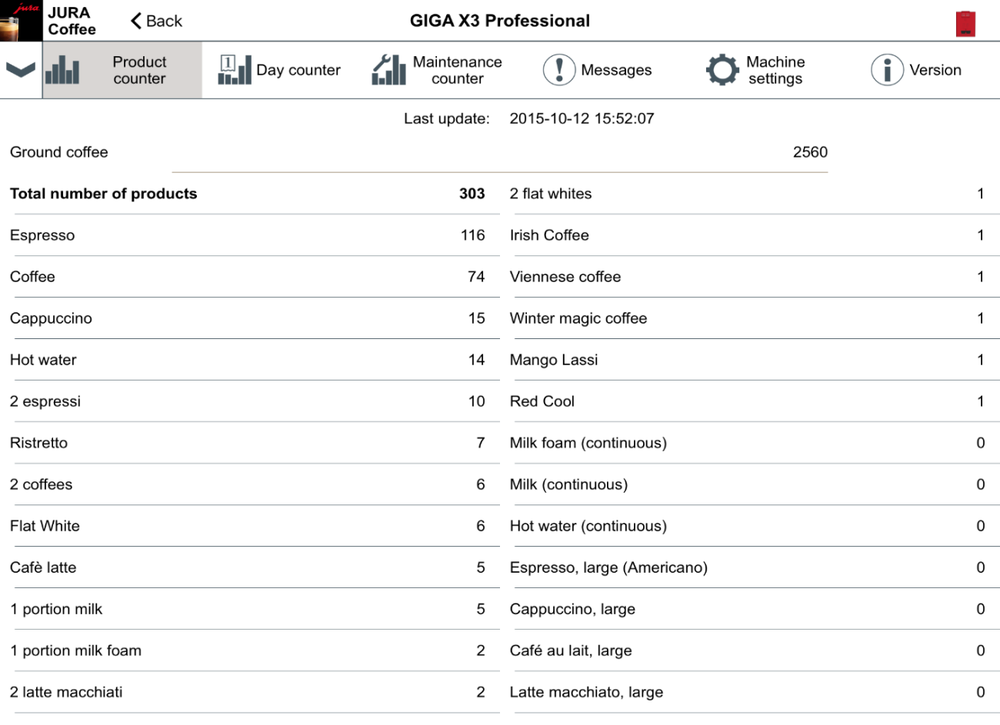 jura
JURA
Coffee
Back
GIGA X3 Professional
Product
counter
1
Day counter
Maintenance
counter
Messages
Machine
settings
Version
Last update: 2015-10-12 15:52:07
Ground coffee 2560
Total number of products 303
2 flat whites 1
Espresso 116
Irish Coffee 1
Coffee 74
Viennese coffee 1
Cappuccino 15
Winter magic coffee 1
Hot water 14
Mango Lassi 1
2 espressi 10
Red Cool 1
Ristretto 7
Milk foam (continuous) 0
2 coffees 6
Milk (continuous) 0
Flat White 6
Hot water (continuous) 0
Cafè latte 5
Espresso, large (Americano) 0
1 portion milk 5
Cappuccino, large 0
1 portion milk foam 2
Café au lait, large 0
2 latte macchiati 2
Latte macchiato, large 0